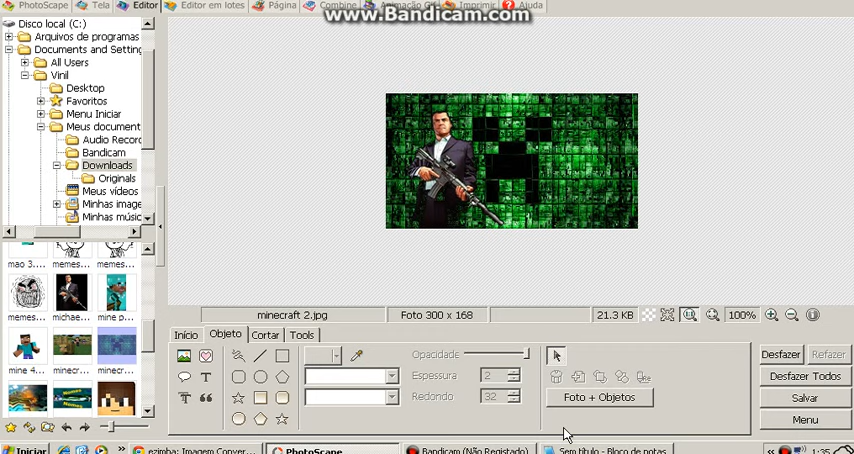 PhotoScape Tela Editor Editor em lotes Página Combine Animação Imprimir Ajuda
www.Bandicam.com
Disco local (C:)
Arquivos de programas
Documents and Setting
All Users
Vinil
Desktop
Favoritos
Menu Iniciar
Meus document
Audio Recor
Bandicam
Downloads
Originals
Meus vídeos
Minhas image
Minhas músic
mao 3.... memes... memes...
memes... michae... mine p...
mine 4... minecr... minecr...
minecraft 2.jpg Foto 300 x 168 21.3 KB 100%
Início Objeto Cortar Tools
Opacidade
Espessura 2
Redondo 32
Foto + Objetos
Desfazer Refazer
Desfazer Todos
Salvar
Menu
Iniciar ezimba: Imagem Conver... PhotoScape Bandicam (Não Registrado) Sem título - Bloco de notas 1:35